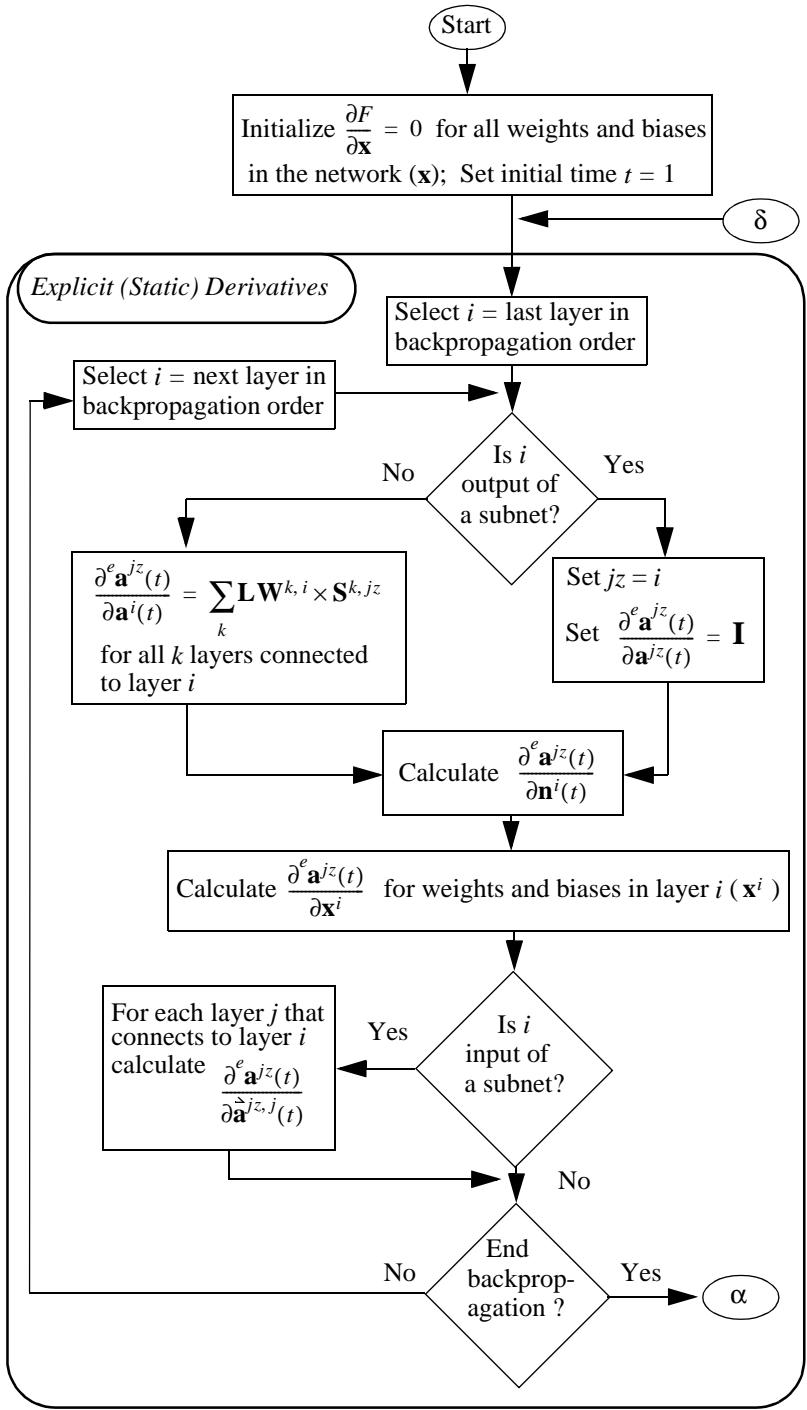 Start
Initialize ∂F/∂x = 0 for all weights and biases
in the network (x); Set initial time t = 1
δ
Explicit (Static) Derivatives
Select i = last layer in
backpropagation order
Select i = next layer in
backpropagation order
No
Is i
output of
a subnet?
Yes
∂^e a^{jz}(t)/∂a^i(t) = ∑_k LW^{k, i} × S^{k, jz}
for all k layers connected
to layer i
Set jz = i
Set ∂^e a^{jz}(t)/∂a^{jz}(t) = I
Calculate ∂^e a^{jz}(t)/∂n^i(t)
Calculate ∂^e a^{jz}(t)/∂x^i for weights and biases in layer i ( x^i )
For each layer j that
connects to layer i
calculate ∂^e a^{jz}(t)/∂\vec{a}^{jz, j}(t)
Yes
Is i
input of
a subnet?
No
No
End
backprop-
agation ?
Yes
α